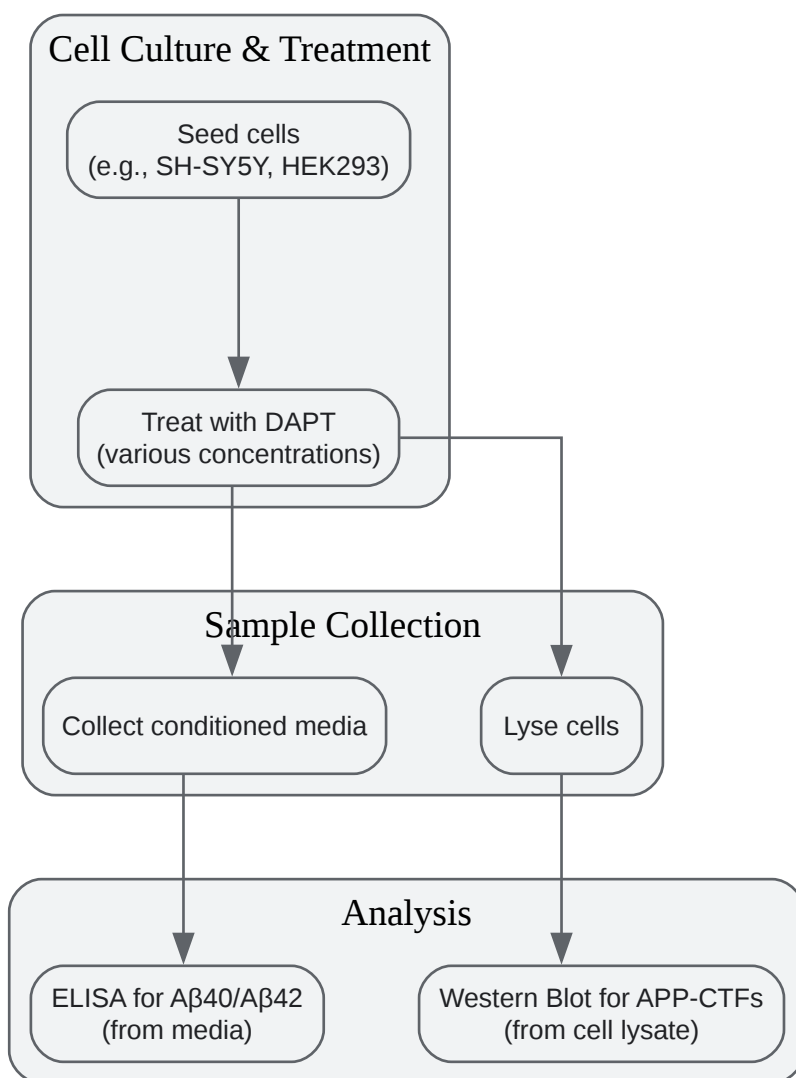 Cell Culture & Treatment
Seed cells
(e.g., SH-SY5Y, HEK293)
Treat with DAPT
(various concentrations)
Sample Collection
Collect conditioned media
Lyse cells
Analysis
ELISA for Aβ40/Aβ42
(from media)
Western Blot for APP-CTFs
(from cell lysate)